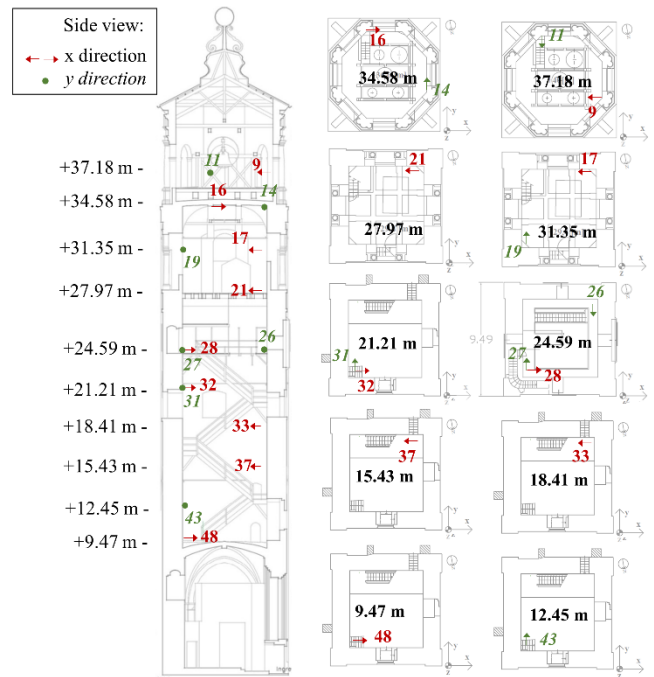 Side view:
x direction
y direction
+37.18 m -
+34.58 m -
+31.35 m -
+27.97 m -
+24.59 m -
+21.21 m -
+18.41 m -
+15.43 m -
+12.45 m -
+9.47 m -
11
9
16
14
17
19
21
28
26
27
32
31
33
37
43
48
16
34.58 m
14
y
x
z
11
37.18 m
9
y
x
z
21
27.97 m
y
x
z
17
31.35 m
19
y
x
z
21.21 m
31
32
y
x
z
26
9.49
24.59 m
27
28
y
x
z
37
15.43 m
y
x
z
33
18.41 m
y
x
z
9.47 m
48
y
x
z
12.45 m
43
y
x
z